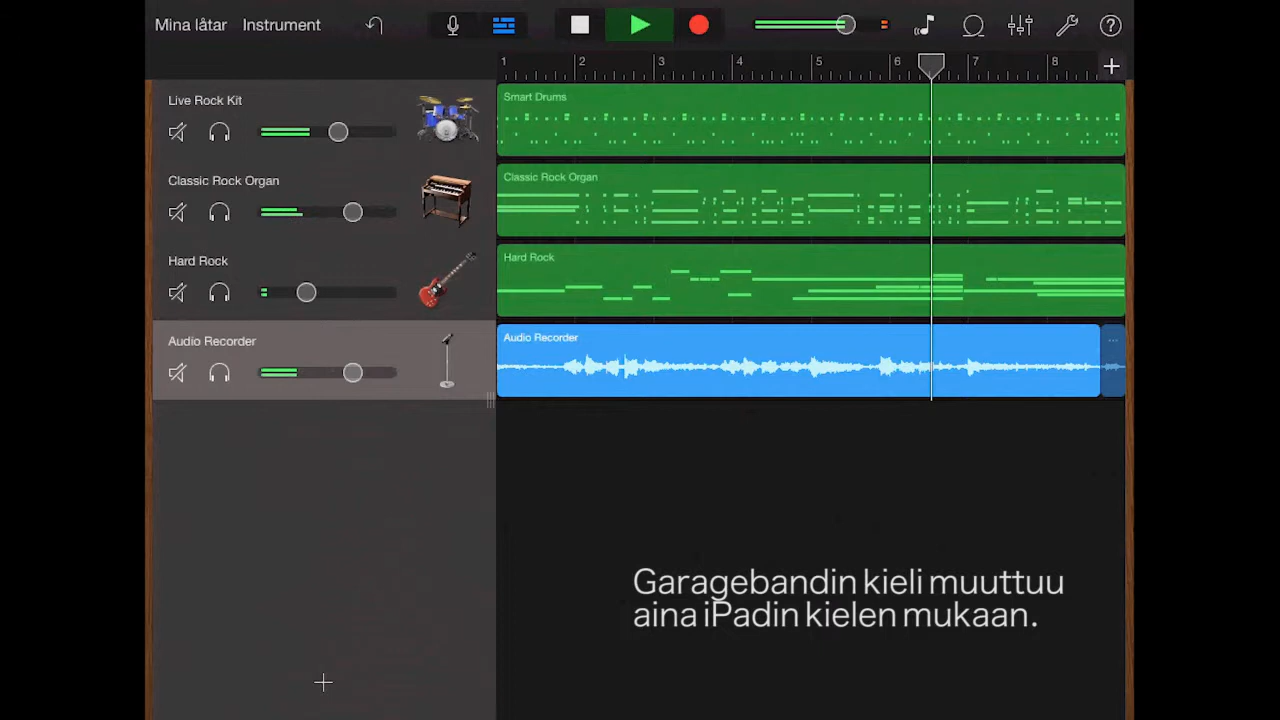 Mina låtar Instrument
1 2 3 4 5 6 7 8
Live Rock Kit
Smart Drums
Classic Rock Organ
Classic Rock Organ
Hard Rock
Hard Rock
Audio Recorder
Audio Recorder
Garagebandin kieli muuttuu
aina iPadin kielen mukaan.